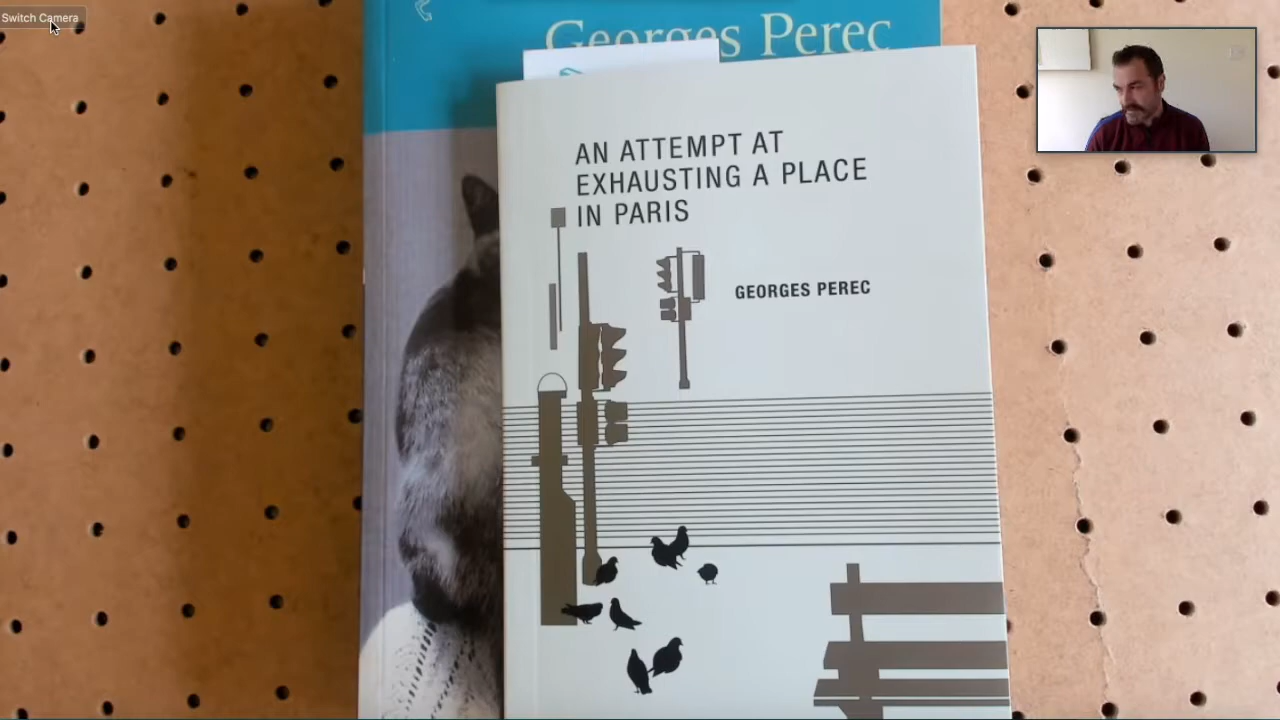 Switch Camera
Georges Perec
AN ATTEMPT AT
EXHAUSTING A PLACE
IN PARIS
GEORGES PEREC